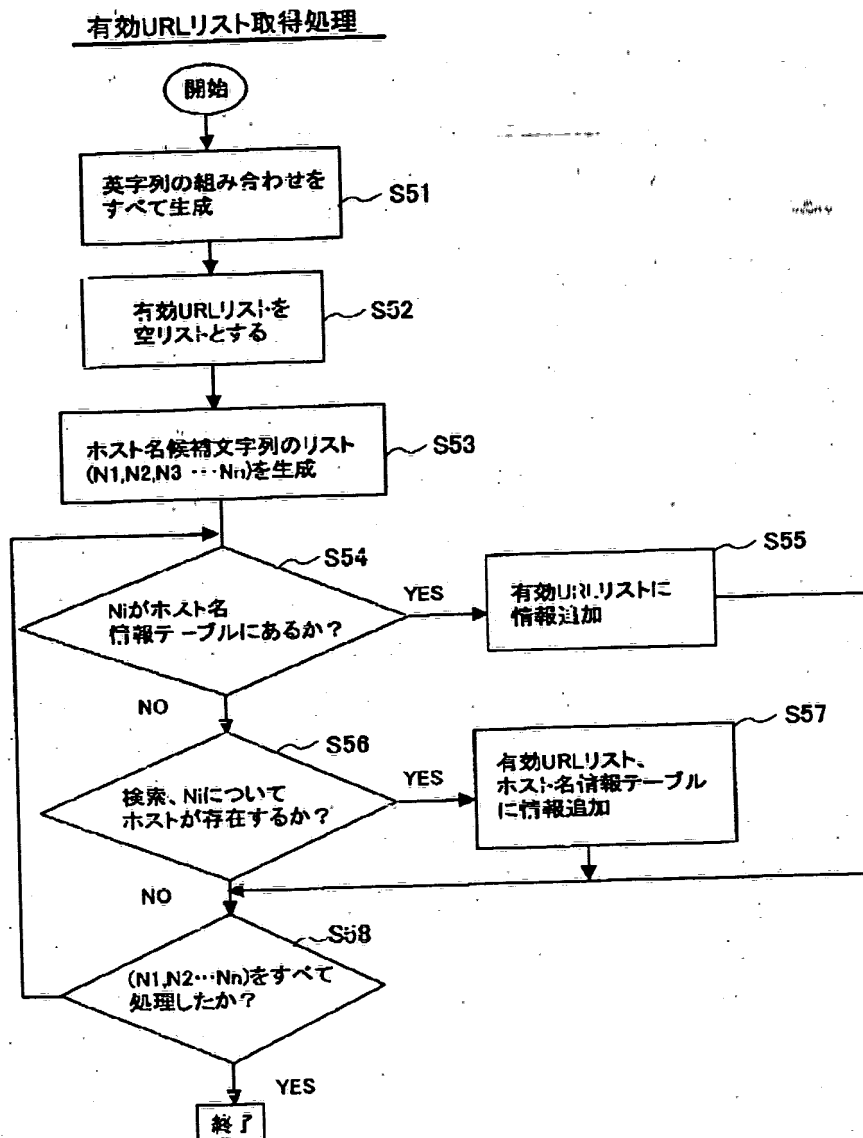 有効URLリスト取得処理
開始
英字列の組み合わせを
すべて生成
S51
有効URLリストを
空リストとする
S52
ホスト名候補文字列のリスト
(N1,N2,N3…Nn)を生成
S53
S54
Niがホスト名
情報テーブルにあるか？
YES
有効URLリストに
情報追加
S55
NO
S56
検索、Niについて
ホストが存在するか？
YES
有効URLリスト、
ホスト名情報テーブル
に情報追加
S57
NO
S58
(N1,N2…Nn)をすべて
処理したか？
YES
終了